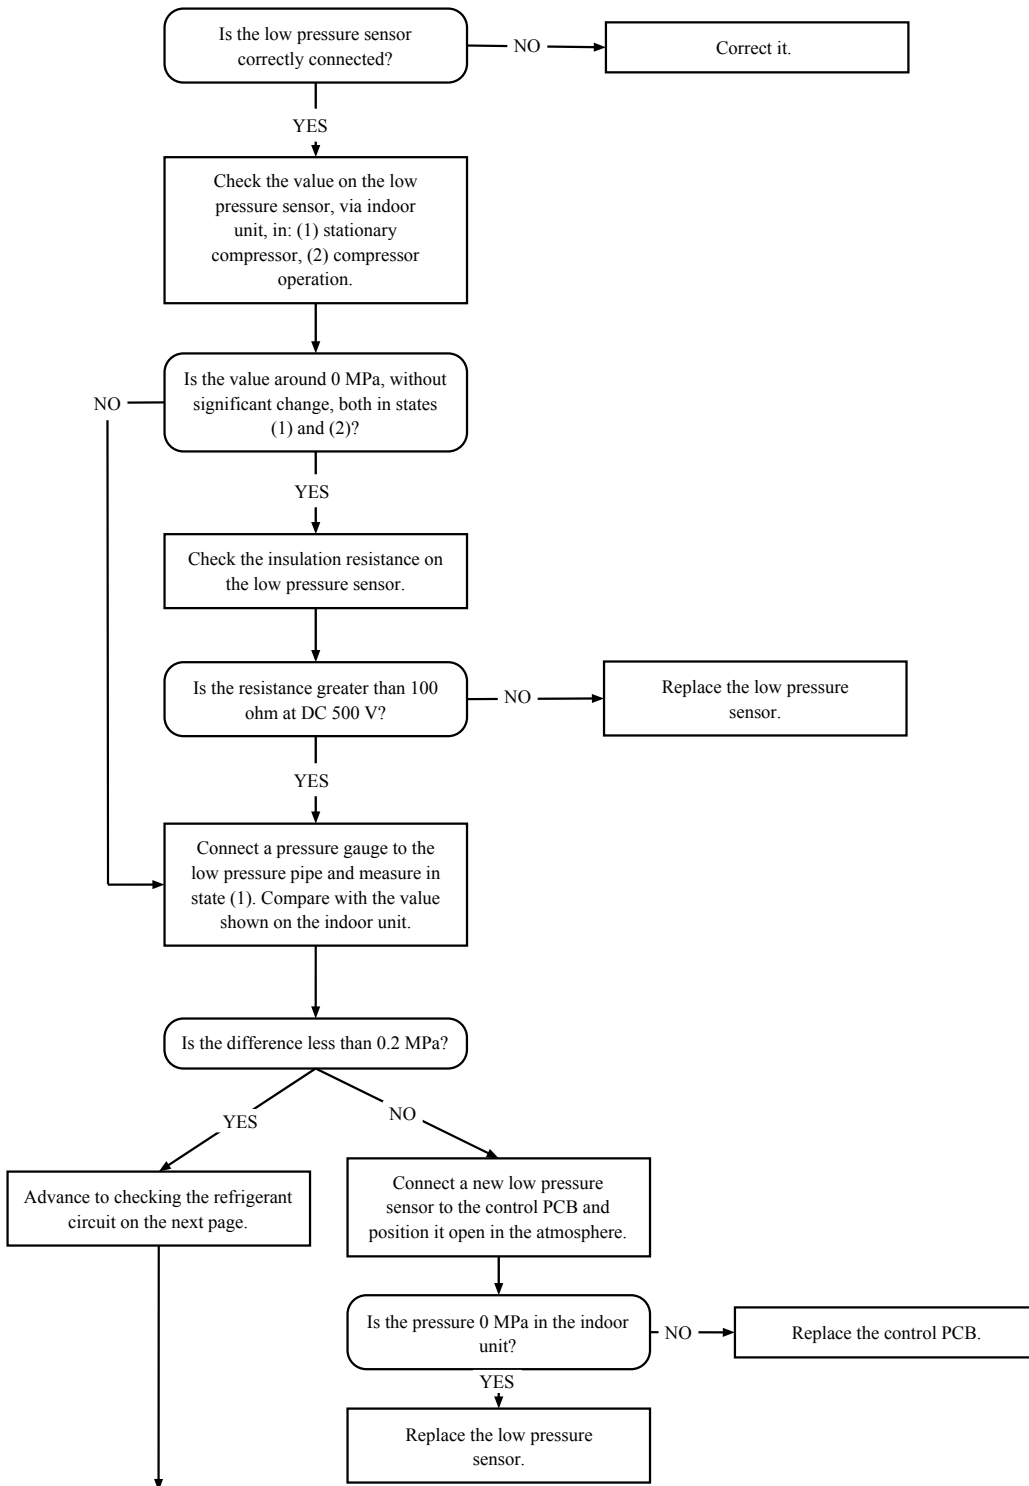 Is the low pressure sensor
correctly connected?
NO
Correct it.
YES
Check the value on the low
pressure sensor, via indoor
unit, in: (1) stationary
compressor, (2) compressor
operation.
Is the value around 0 MPa, without
significant change, both in states
(1) and (2)?
NO
YES
Check the insulation resistance on
the low pressure sensor.
Is the resistance greater than 100
ohm at DC 500 V?
NO
Replace the low pressure
sensor.
YES
Connect a pressure gauge to the
low pressure pipe and measure in
state (1). Compare with the value
shown on the indoor unit.
Is the difference less than 0.2 MPa?
YES
NO
Advance to checking the refrigerant
circuit on the next page.
Connect a new low pressure
sensor to the control PCB and
position it open in the atmosphere.
Is the pressure 0 MPa in the indoor
unit?
NO
Replace the control PCB.
YES
Replace the low pressure
sensor.